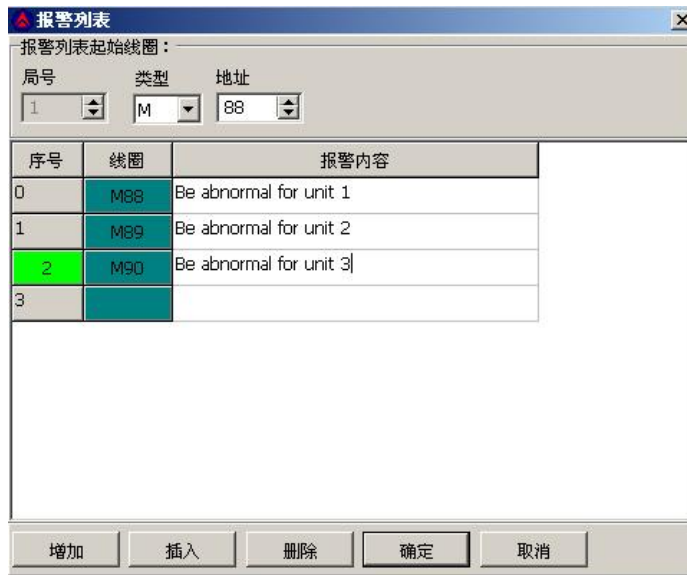 报警列表
报警列表起始线圈：
局号 类型 地址
1 M 88
序号 线圈 报警内容
0 M88 Be abnormal for unit 1
1 M89 Be abnormal for unit 2
2 M90 Be abnormal for unit 3
3
增加 插入 删除 确定 取消